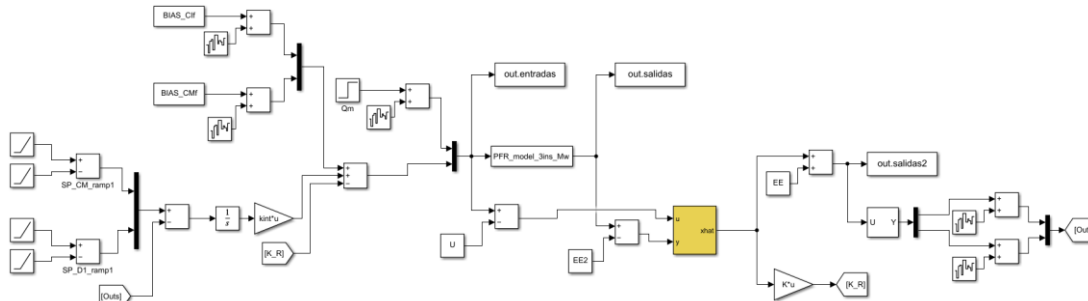 BIAS_CIf
BIAS_CMf
Qm
out.entradas
out.salidas
PFR_model_3ins_Mw
SP_CM_ramp1
SP_D1_ramp1
[Outs]
1
s
kint*u
[K_R]
U
EE2
u
y
xhat
EE
out.salidas2
U
Y
K*u
[K_R]
[Out